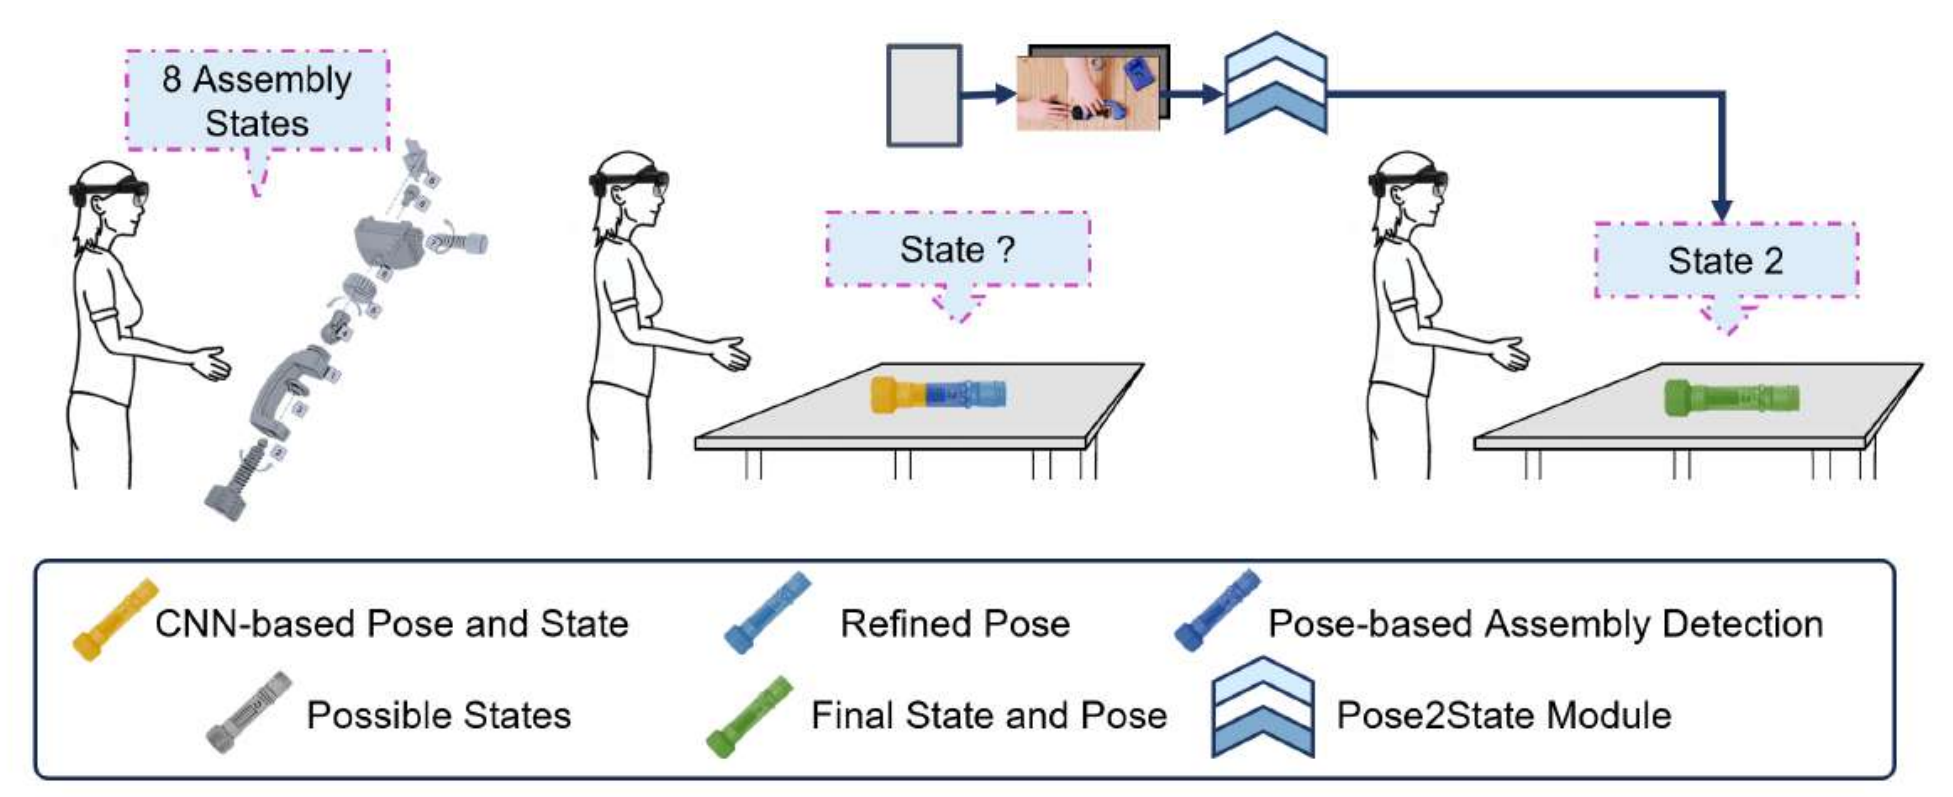 8 Assembly
States
State ?
State 2
CNN-based Pose and State
Refined Pose
Pose-based Assembly Detection
Possible States
Final State and Pose
Pose2State Module